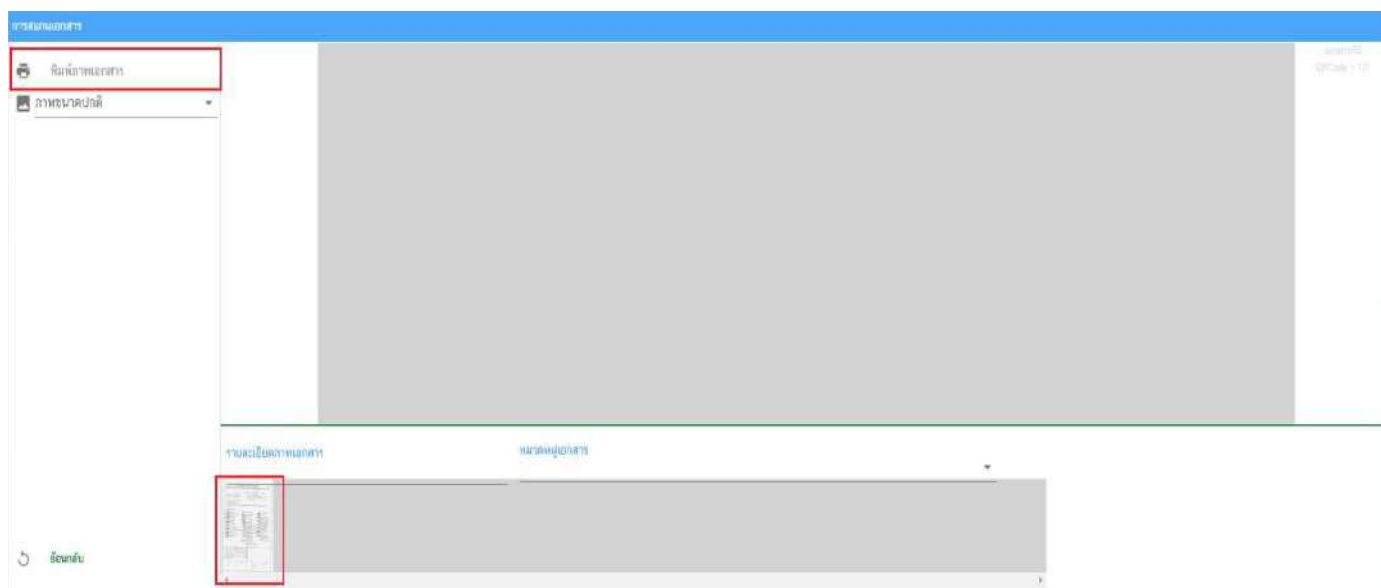 การสแกนเอกสาร
พิมพ์ภาพเอกสาร
ภาพขนาดปกติ
รายละเอียดภาพเอกสาร
หมวดหมู่เอกสาร
ย้อนกลับ